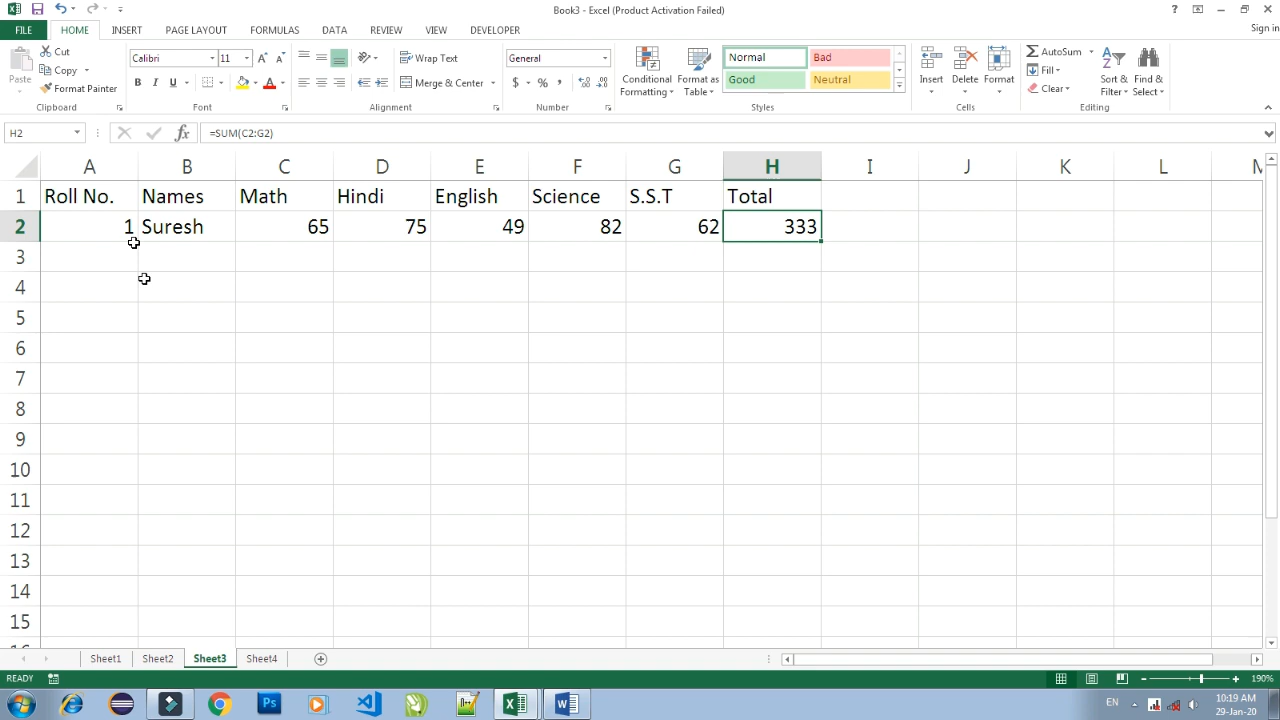 Book3 - Excel (Product Activation Failed)
FILE HOME INSERT PAGE LAYOUT FORMULAS DATA REVIEW VIEW DEVELOPER Sign in
Paste
Cut
Copy
Format Painter
Calibri 11
B I U A
Wrap Text
Merge & Center
General
$ % ,
Conditional Formatting
Format as Table
Normal Bad
Good Neutral
Insert Delete Format
AutoSum
Fill
Clear
Sort & Filter
Find & Select
Clipboard Font Alignment Number Styles Cells Editing
H2 fx =SUM(C2:G2)
A B C D E F G H I J K L M
1 Roll No. Names Math Hindi English Science S.S.T Total
2 1 Suresh 65 75 49 82 62 333
3
4
5
6
7
8
9
10
11
12
13
14
15
16
Sheet1 Sheet2 Sheet3 Sheet4
READY 190%
EN 10:19 AM
29-Jan-20